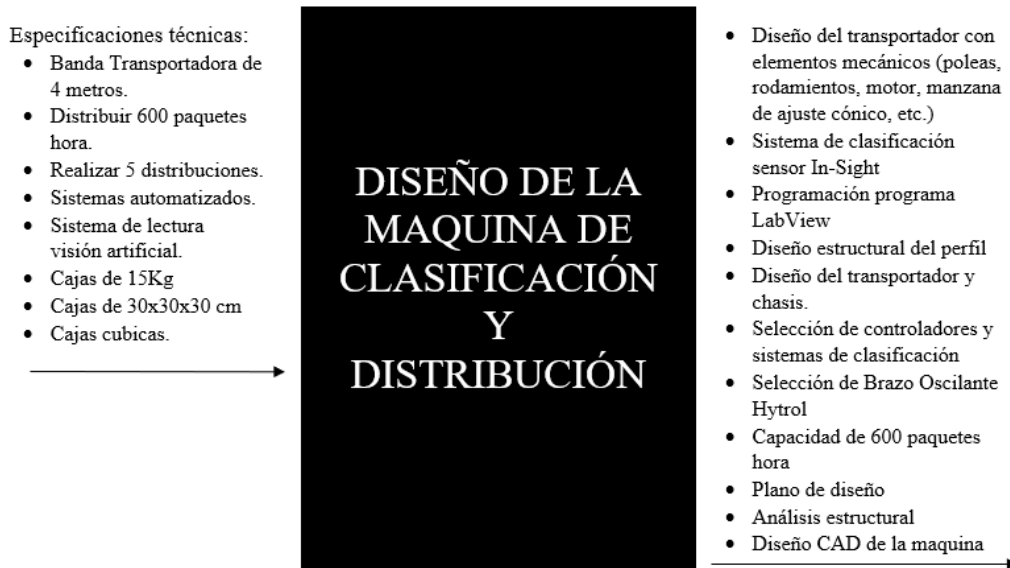 Especificaciones técnicas:
• Banda Transportadora de
4 metros.
• Distribuir 600 paquetes
hora.
• Realizar 5 distribuciones.
• Sistemas automatizados.
• Sistema de lectura
visión artificial.
• Cajas de 15Kg
• Cajas de 30x30x30 cm
• Cajas cubicas.
DISEÑO DE LA
MAQUINA DE
CLASIFICACIÓN
Y
DISTRIBUCIÓN
• Diseño del transportador con
elementos mecánicos (poleas,
rodamientos, motor, manzana
de ajuste cónico, etc.)
• Sistema de clasificación
sensor In-Sight
• Programación programa
LabView
• Diseño estructural del perfil
• Diseño del transportador y
chasis.
• Selección de controladores y
sistemas de clasificación
• Selección de Brazo Oscilante
Hytrol
• Capacidad de 600 paquetes
hora
• Plano de diseño
• Análisis estructural
• Diseño CAD de la maquina